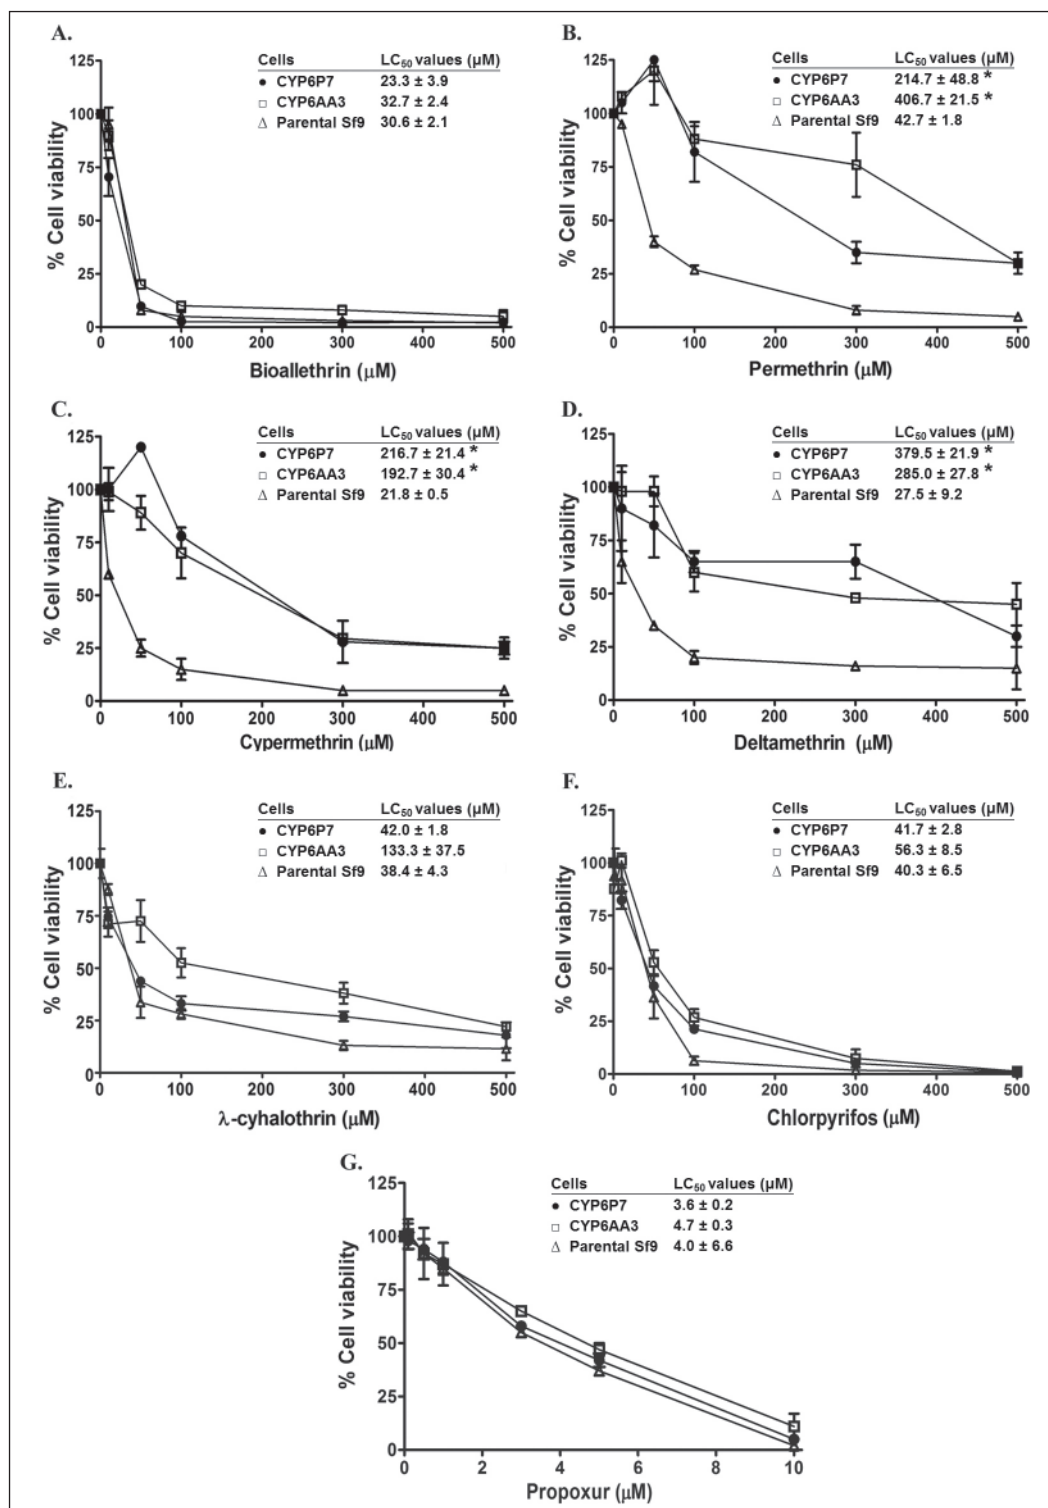 A.
Cells LC50 values (µM)
● CYP6P7 23.3 ± 3.9
□ CYP6AA3 32.7 ± 2.4
△ Parental Sf9 30.6 ± 2.1
125
100
75
50
25
0
% Cell viability
0 100 200 300 400 500
Bioallethrin (µM)
B.
Cells LC50 values (µM)
● CYP6P7 214.7 ± 48.8 *
□ CYP6AA3 406.7 ± 21.5 *
△ Parental Sf9 42.7 ± 1.8
125
100
75
50
25
0
% Cell viability
0 100 200 300 400 500
Permethrin (µM)
C.
Cells LC50 values (µM)
● CYP6P7 216.7 ± 21.4 *
□ CYP6AA3 192.7 ± 30.4 *
△ Parental Sf9 21.8 ± 0.5
125
100
75
50
25
0
% Cell viability
0 100 200 300 400 500
Cypermethrin (µM)
D.
Cells LC50 values (µM)
● CYP6P7 379.5 ± 21.9 *
□ CYP6AA3 285.0 ± 27.8 *
△ Parental Sf9 27.5 ± 9.2
125
100
75
50
25
0
% Cell viability
0 100 200 300 400 500
Deltamethrin (µM)
E.
Cells LC50 values (µM)
● CYP6P7 42.0 ± 1.8
□ CYP6AA3 133.3 ± 37.5
△ Parental Sf9 38.4 ± 4.3
125
100
75
50
25
0
% Cell viability
0 100 200 300 400 500
λ-cyhalothrin (µM)
F.
Cells LC50 values (µM)
● CYP6P7 41.7 ± 2.8
□ CYP6AA3 56.3 ± 8.5
△ Parental Sf9 40.3 ± 6.5
125
100
75
50
25
0
% Cell viability
0 100 200 300 400 500
Chlorpyrifos (µM)
G.
Cells LC50 values (µM)
● CYP6P7 3.6 ± 0.2
□ CYP6AA3 4.7 ± 0.3
△ Parental Sf9 4.0 ± 6.6
125
100
75
50
25
0
% Cell viability
0 2 4 6 8 10
Propoxur (µM)